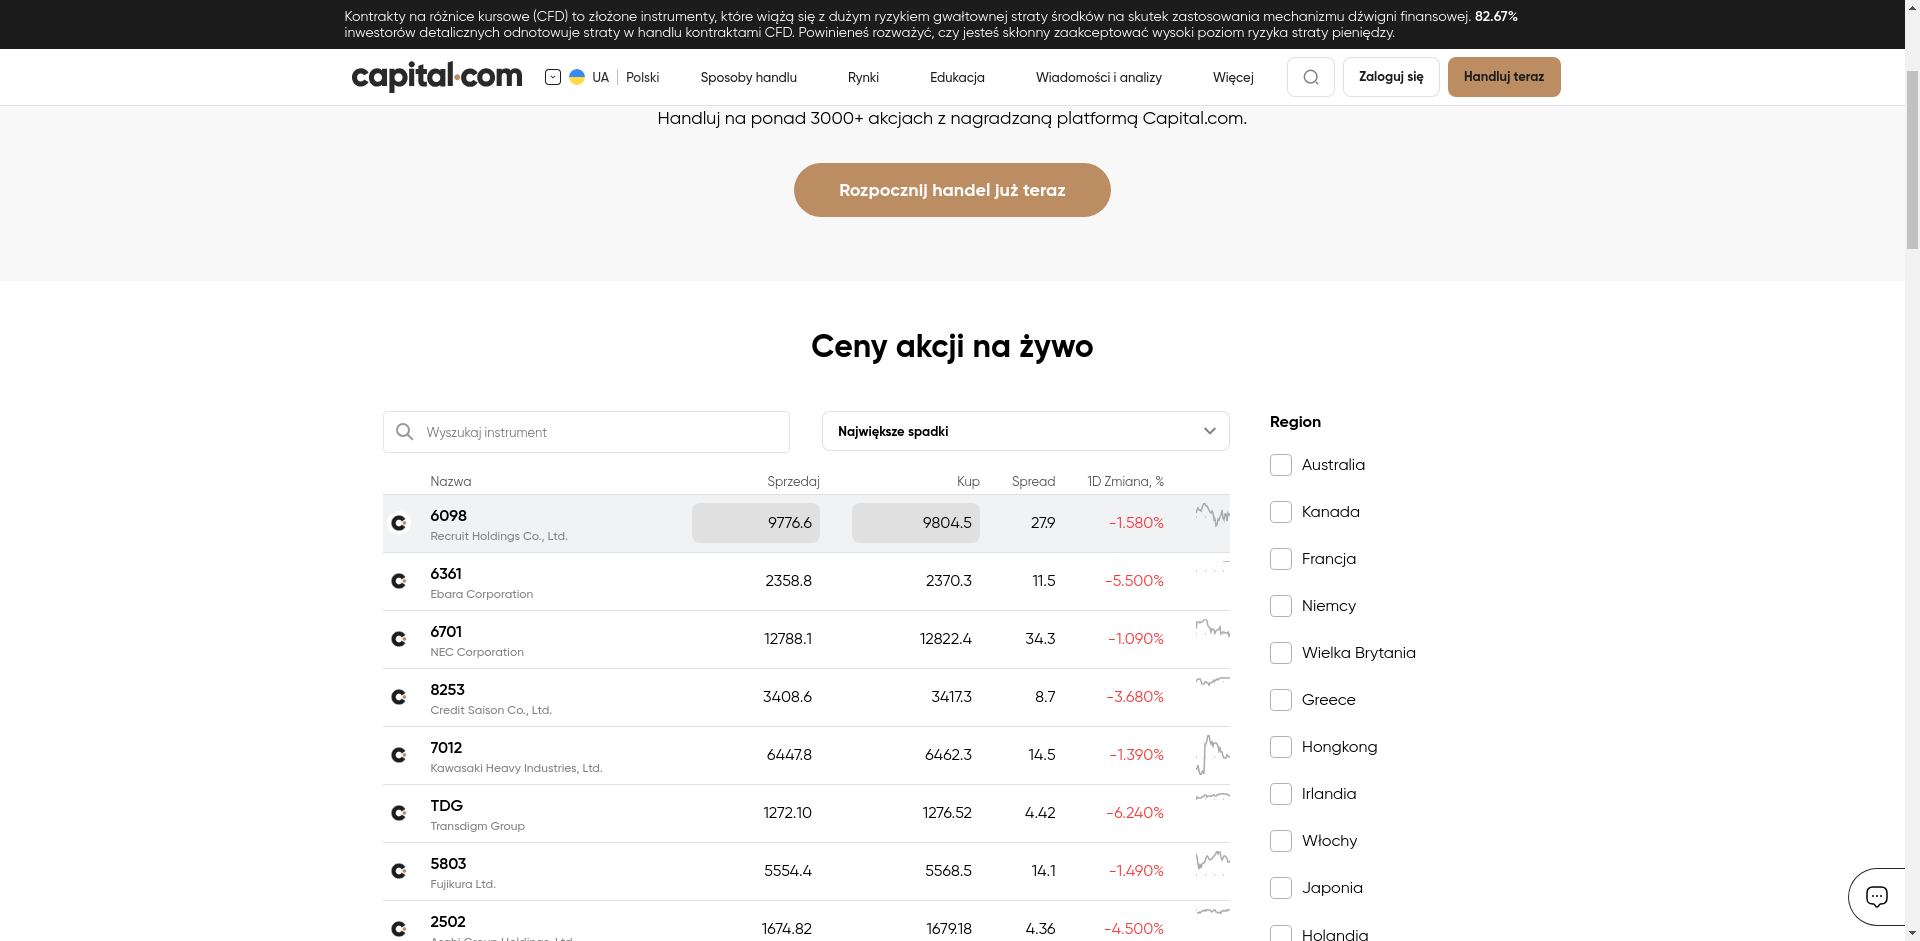 Kontrakty na różnice kursowe (CFD) to złożone instrumenty, które wiążą się z dużym ryzykiem gwałtownej straty środków na skutek zastosowania mechanizmu dźwigni finansowej. 82.67%
inwestorów detalicznych odnotowuje straty w handlu kontraktami CFD. Powinieneś rozważyć, czy jesteś skłonny zaakceptować wysoki poziom ryzyka straty pieniędzy.
capital.com UA Polski Sposoby handlu Rynki Edukacja Wiadomości i analizy Więcej Zaloguj się Handluj teraz
Handluj na ponad 3000+ akcjach z nagradzaną platformą Capital.com.
Rozpocznij handel już teraz
Ceny akcji na żywo
Wyszukaj instrument
Największe spadki
Nazwa Sprzedaj Kup Spread 1D Zmiana, %
6098 9776.6 9804.5 27.9 -1.580%
Recruit Holdings Co., Ltd.
6361 2358.8 2370.3 11.5 -5.500%
Ebara Corporation
6701 12788.1 12822.4 34.3 -1.090%
NEC Corporation
8253 3408.6 3417.3 8.7 -3.680%
Credit Saison Co., Ltd.
7012 6447.8 6462.3 14.5 -1.390%
Kawasaki Heavy Industries, Ltd.
TDG 1272.10 1276.52 4.42 -6.240%
Transdigm Group
5803 5554.4 5568.5 14.1 -1.490%
Fujikura Ltd.
2502 1674.82 1679.18 4.36 -4.500%
Asahi Group Holdings, Ltd.
Region
Australia
Kanada
Francja
Niemcy
Wielka Brytania
Greece
Hongkong
Irlandia
Włochy
Japonia
Holandia